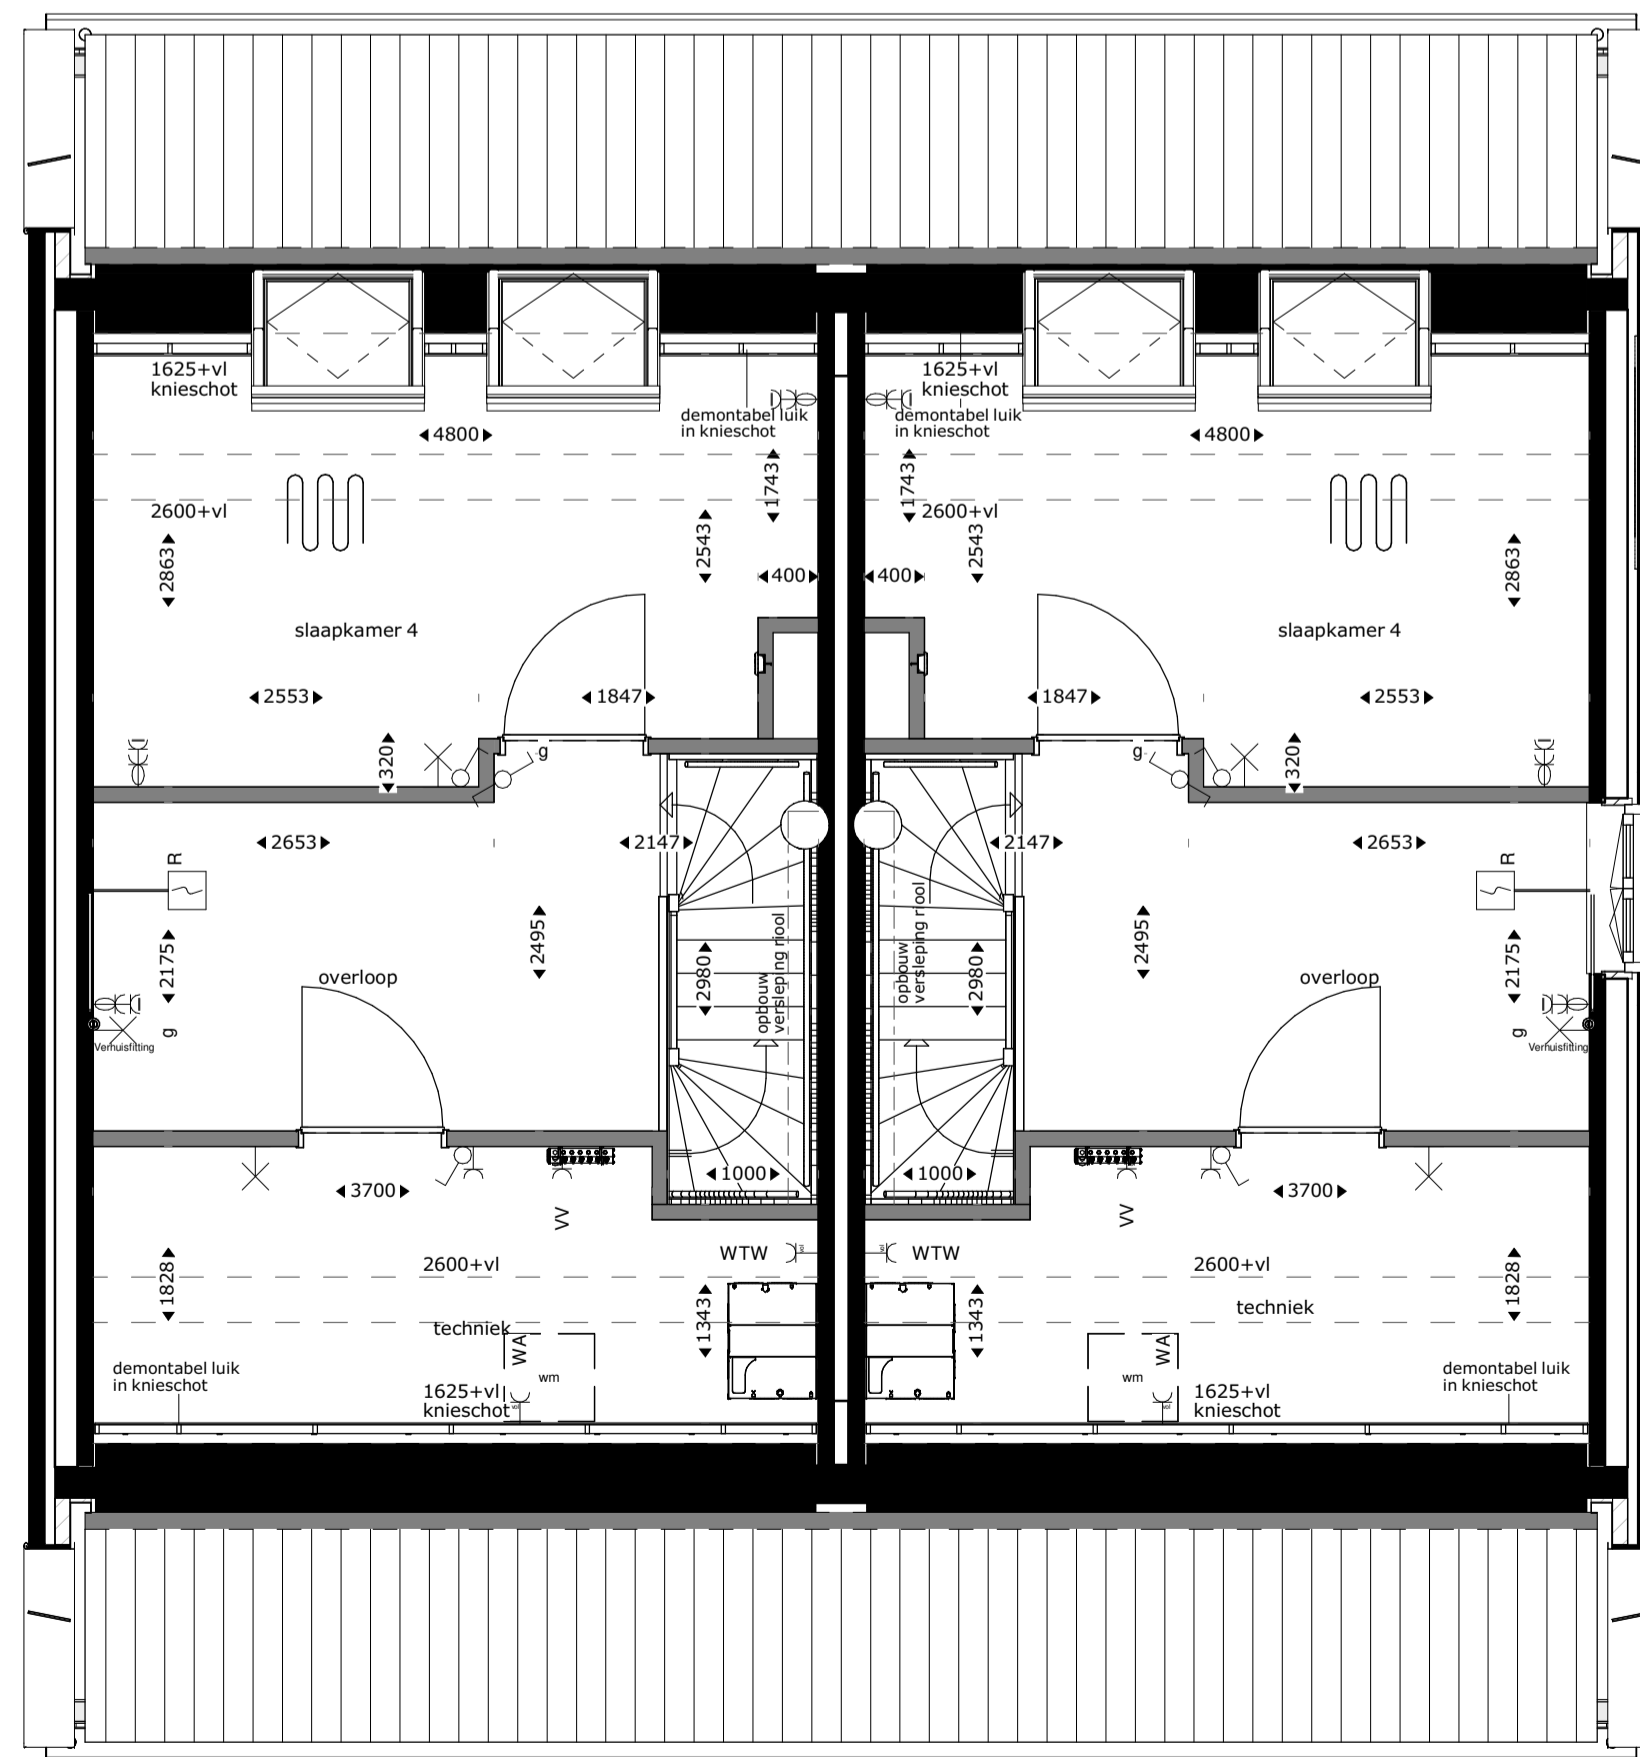 1625+vl
knieschot
demontabel luik
in knieschot
4800
1743
2600+vl
2863
2543
400
slaapkamer 4
2553
1847
320
g
2653
2147
R
2175
2495
overloop
2980
opbouw
versleping riool
g
Verhuisfitting
1000
3700
VV
WTW
vol
2600+vl
1828
1343
techniek
WA
wm
demontabel luik
in knieschot
1625+vl
knieschot
vol
1625+vl
knieschot
demontabel luik
in knieschot
4800
1743
2600+vl
2543
2863
400
slaapkamer 4
1847
2553
320
g
2147
2653
R
2495
2175
overloop
opbouw
versleping riool
2980
g
Verhuisfitting
1000
3700
VV
WTW
vol
2600+vl
1343
1828
techniek
WA
wm
demontabel luik
in knieschot
1625+vl
knieschot
vol